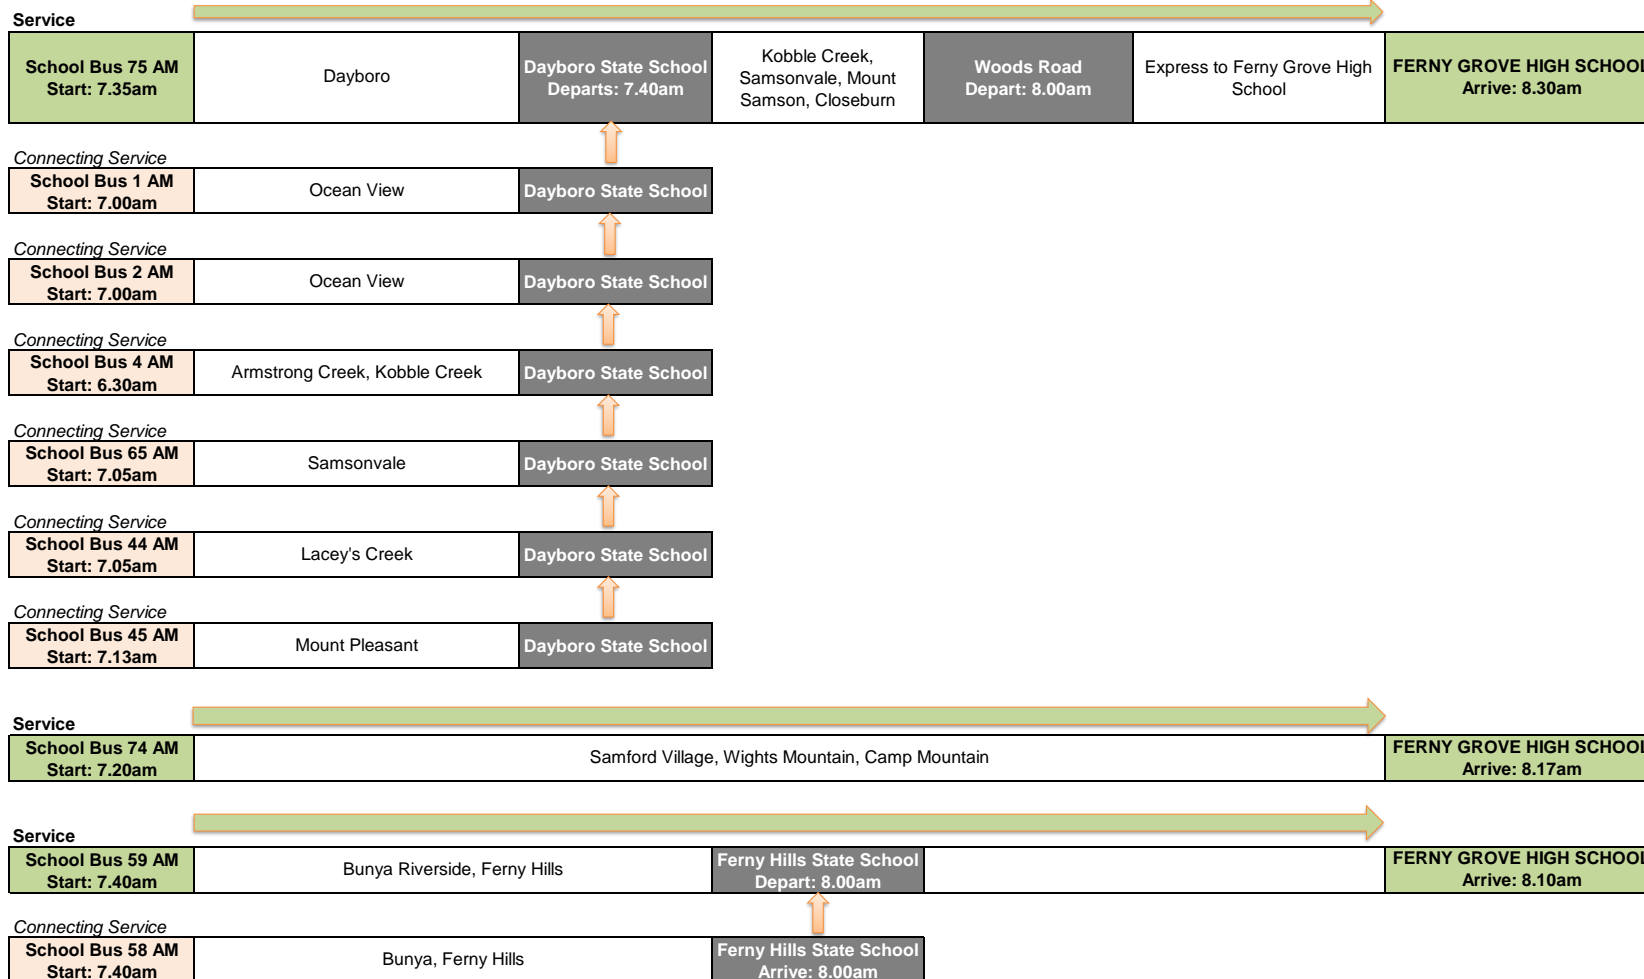 Service
School Bus 75 AM
Start: 7.35am
Dayboro
Dayboro State School
Departs: 7.40am
Kobble Creek,
Samsonvale, Mount
Samson, Closeburn
Woods Road
Depart: 8.00am
Express to Ferny Grove High
School
FERNY GROVE HIGH SCHOOL
Arrive: 8.30am
Connecting Service
School Bus 1 AM
Start: 7.00am
Ocean View
Dayboro State School
Connecting Service
School Bus 2 AM
Start: 7.00am
Ocean View
Dayboro State School
Connecting Service
School Bus 4 AM
Start: 6.30am
Armstrong Creek, Kobble Creek
Dayboro State School
Connecting Service
School Bus 65 AM
Start: 7.05am
Samsonvale
Dayboro State School
Connecting Service
School Bus 44 AM
Start: 7.05am
Lacey's Creek
Dayboro State School
Connecting Service
School Bus 45 AM
Start: 7.13am
Mount Pleasant
Dayboro State School
Service
School Bus 74 AM
Start: 7.20am
Samford Village, Wights Mountain, Camp Mountain
FERNY GROVE HIGH SCHOOL
Arrive: 8.17am
Service
School Bus 59 AM
Start: 7.40am
Bunya Riverside, Ferny Hills
Ferny Hills State School
Depart: 8.00am
FERNY GROVE HIGH SCHOOL
Arrive: 8.10am
Connecting Service
School Bus 58 AM
Start: 7.40am
Bunya, Ferny Hills
Ferny Hills State School
Arrive: 8.00am